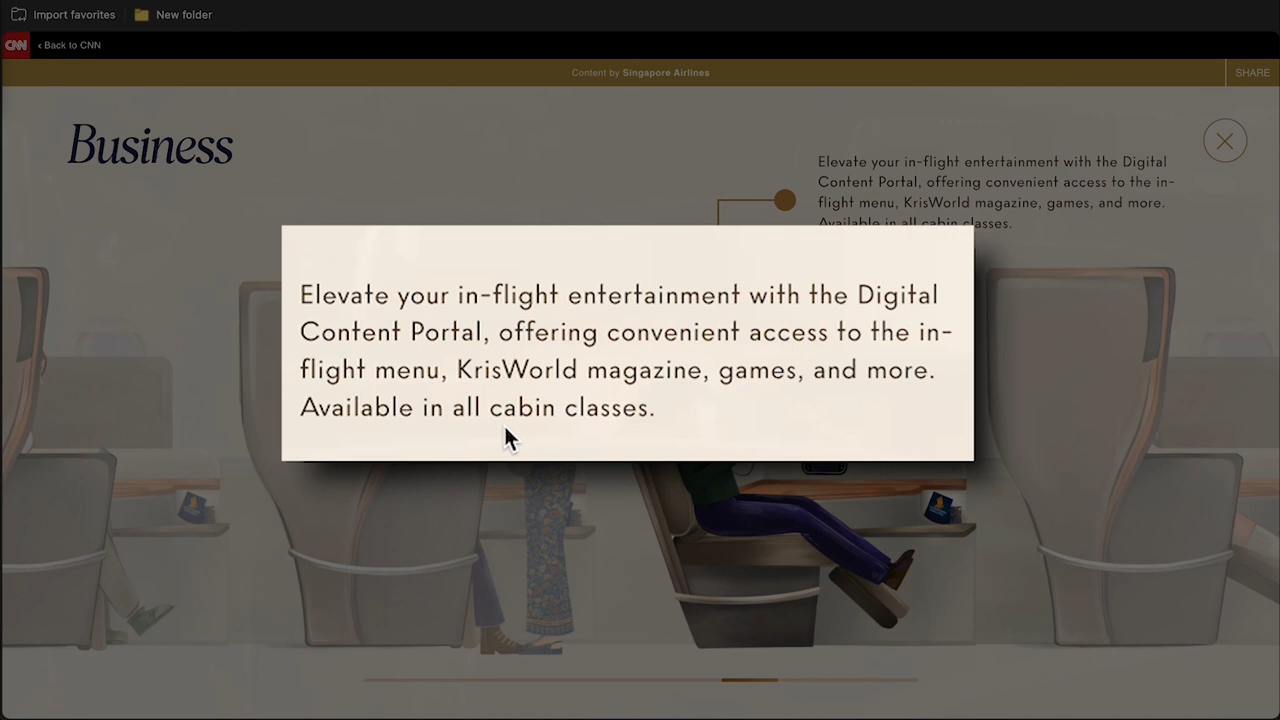 Import favorites
New folder
CNN
‹ Back to CNN
Content by Singapore Airlines
SHARE
Business
Elevate your in-flight entertainment with the Digital
Content Portal, offering convenient access to the in-
flight menu, KrisWorld magazine, games, and more.
Available in all cabin classes.
Elevate your in-flight entertainment with the Digital
Content Portal, offering convenient access to the in-
flight menu, KrisWorld magazine, games, and more.
Available in all cabin classes.